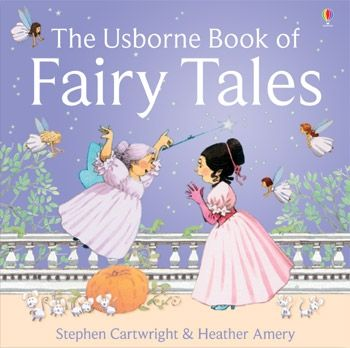 The Usborne Book of
Fairy Tales
Stephen Cartwright & Heather Amery